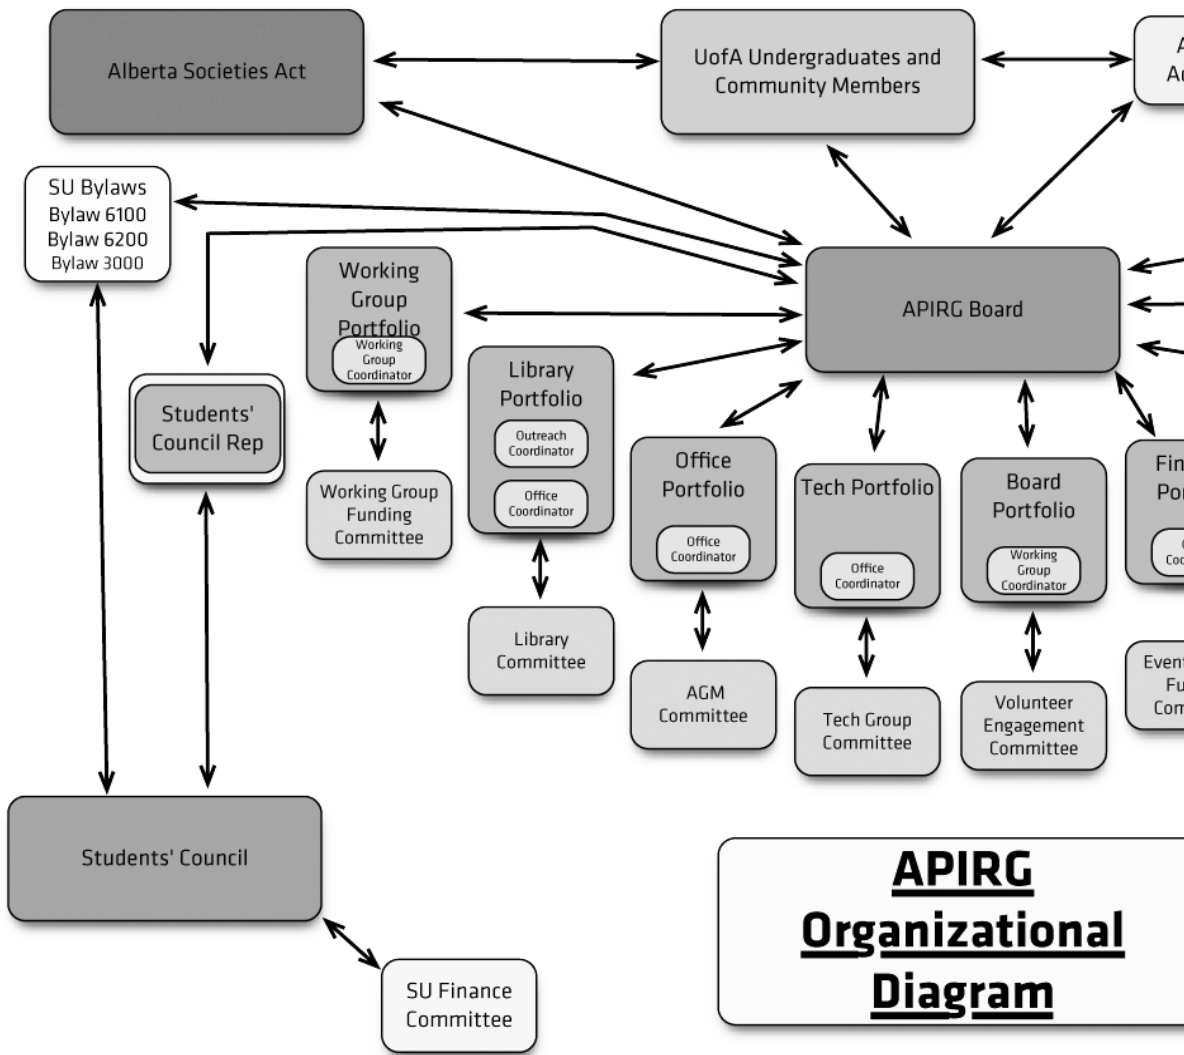 Alberta Societies Act
UofA Undergraduates and
Community Members
SU Bylaws
Bylaw 6100
Bylaw 6200
Bylaw 3000
Working
Group
Portfolio
Working
Group
Coordinator
APIRG Board
Students'
Council Rep
Library
Portfolio
Outreach
Coordinator
Office
Coordinator
Office
Portfolio
Office
Coordinator
Tech Portfolio
Office
Coordinator
Board
Portfolio
Working
Group
Coordinator
Working Group
Funding
Committee
Library
Committee
AGM
Committee
Tech Group
Committee
Volunteer
Engagement
Committee
Event
Students' Council
SU Finance
Committee
APIRG
Organizational
Diagram